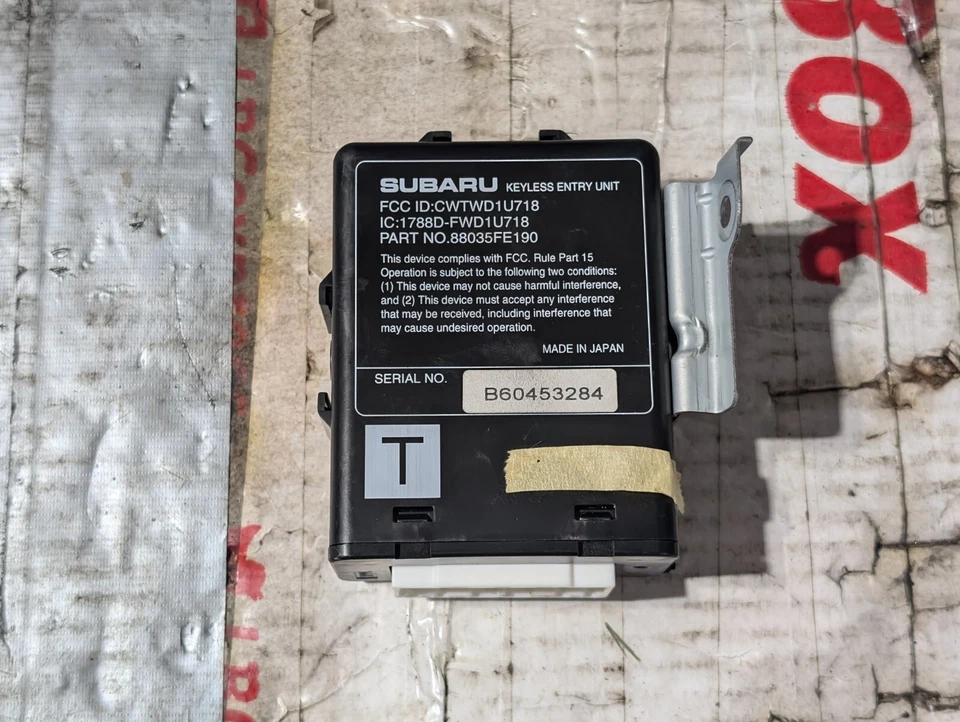 SUBARU KEYLESS ENTRY UNIT
FCC ID:CWTWD1U718
IC:1788D-FWD1U718
PART NO.88035FE190
This device complies with FCC. Rule Part 15
Operation is subject to the following two conditions:
(1) This device may not cause harmful interference,
and (2) This device must accept any interference
that may be received, including interference that
may cause undesired operation.
MADE IN JAPAN
SERIAL NO. B60453284
T
BOX